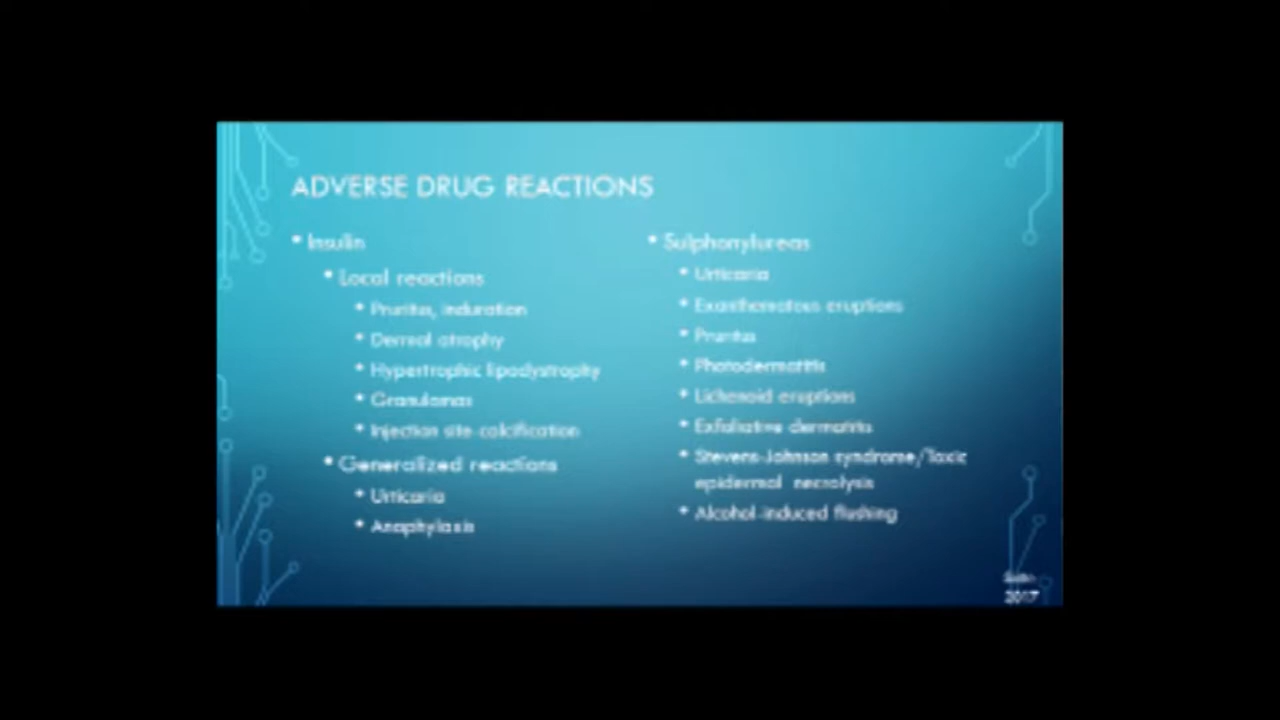 ADVERSE DRUG REACTIONS
• Insulin
• Local reactions
• Pruritus, induration
• Dermal atrophy
• Hypertrophic lipodystrophy
• Granulomas
• Injection site calcification
• Generalized reactions
• Urticaria
• Anaphylaxis
• Sulphonylureas
• Urticaria
• Exanthematous eruptions
• Pruritus
• Photodermatitis
• Lichenoid eruptions
• Exfoliative dermatitis
• Stevens-Johnson syndrome/Toxic
epidermal necrolysis
• Alcohol-induced flushing
2017